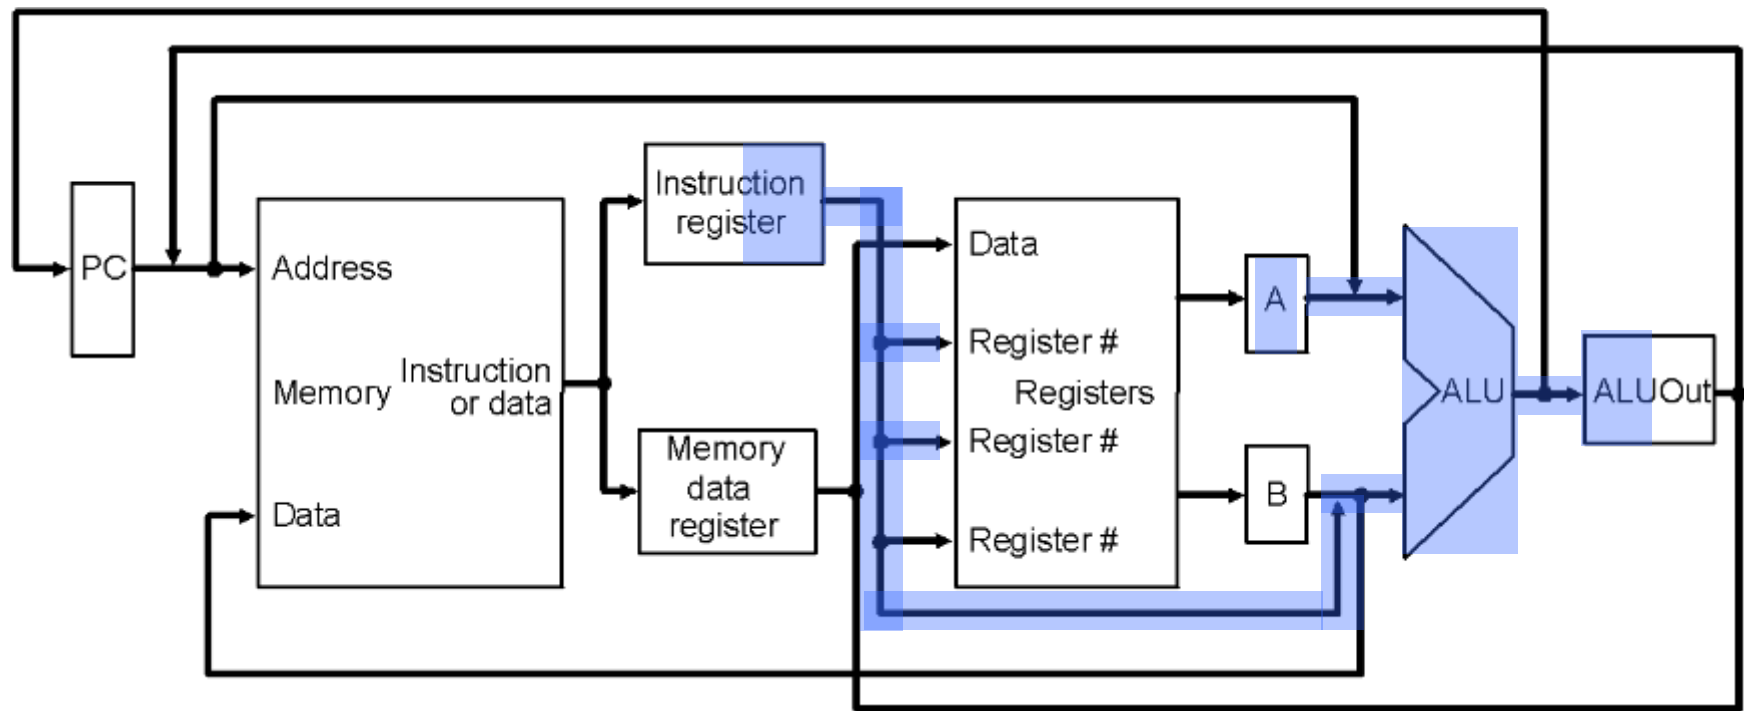 PC
Address
Memory
Instruction
or data
Data
Instruction
register
Memory
data
register
Data
Register #
Registers
Register #
Register #
A
B
ALU
ALUOut